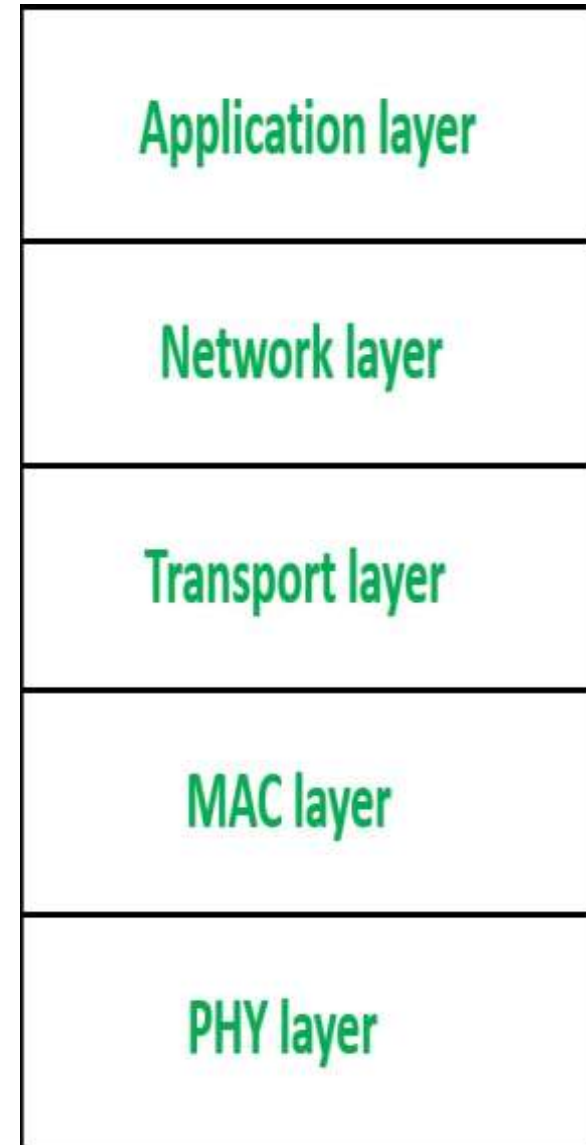 Application layer
Network layer
Transport layer
MAC layer
PHY layer